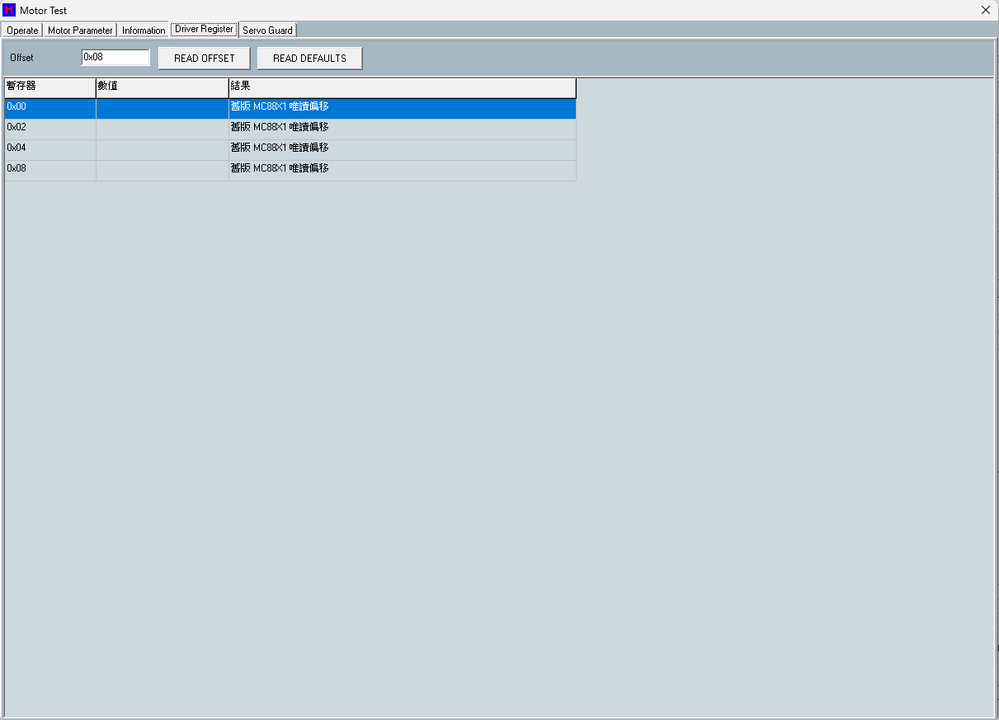 H Motor Test
Operate Motor Parameter Information Driver Register Servo Guard
Offset 0x08 READ OFFSET READ DEFAULTS
暫存器 數值 結果
0x00 舊版 MC88X1 唯讀偏移
0x02 舊版 MC88X1 唯讀偏移
0x04 舊版 MC88X1 唯讀偏移
0x08 舊版 MC88X1 唯讀偏移